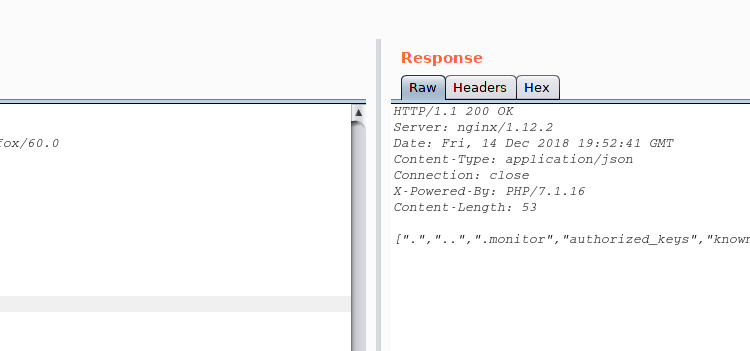 Response
Raw Headers Hex
HTTP/1.1 200 OK
Server: nginx/1.12.2
fox/60.0
Date: Fri, 14 Dec 2018 19:52:41 GMT
Content-Type: application/json
Connection: close
X-Powered-By: PHP/7.1.16
Content-Length: 53
[".","..",".monitor","authorized_keys","known